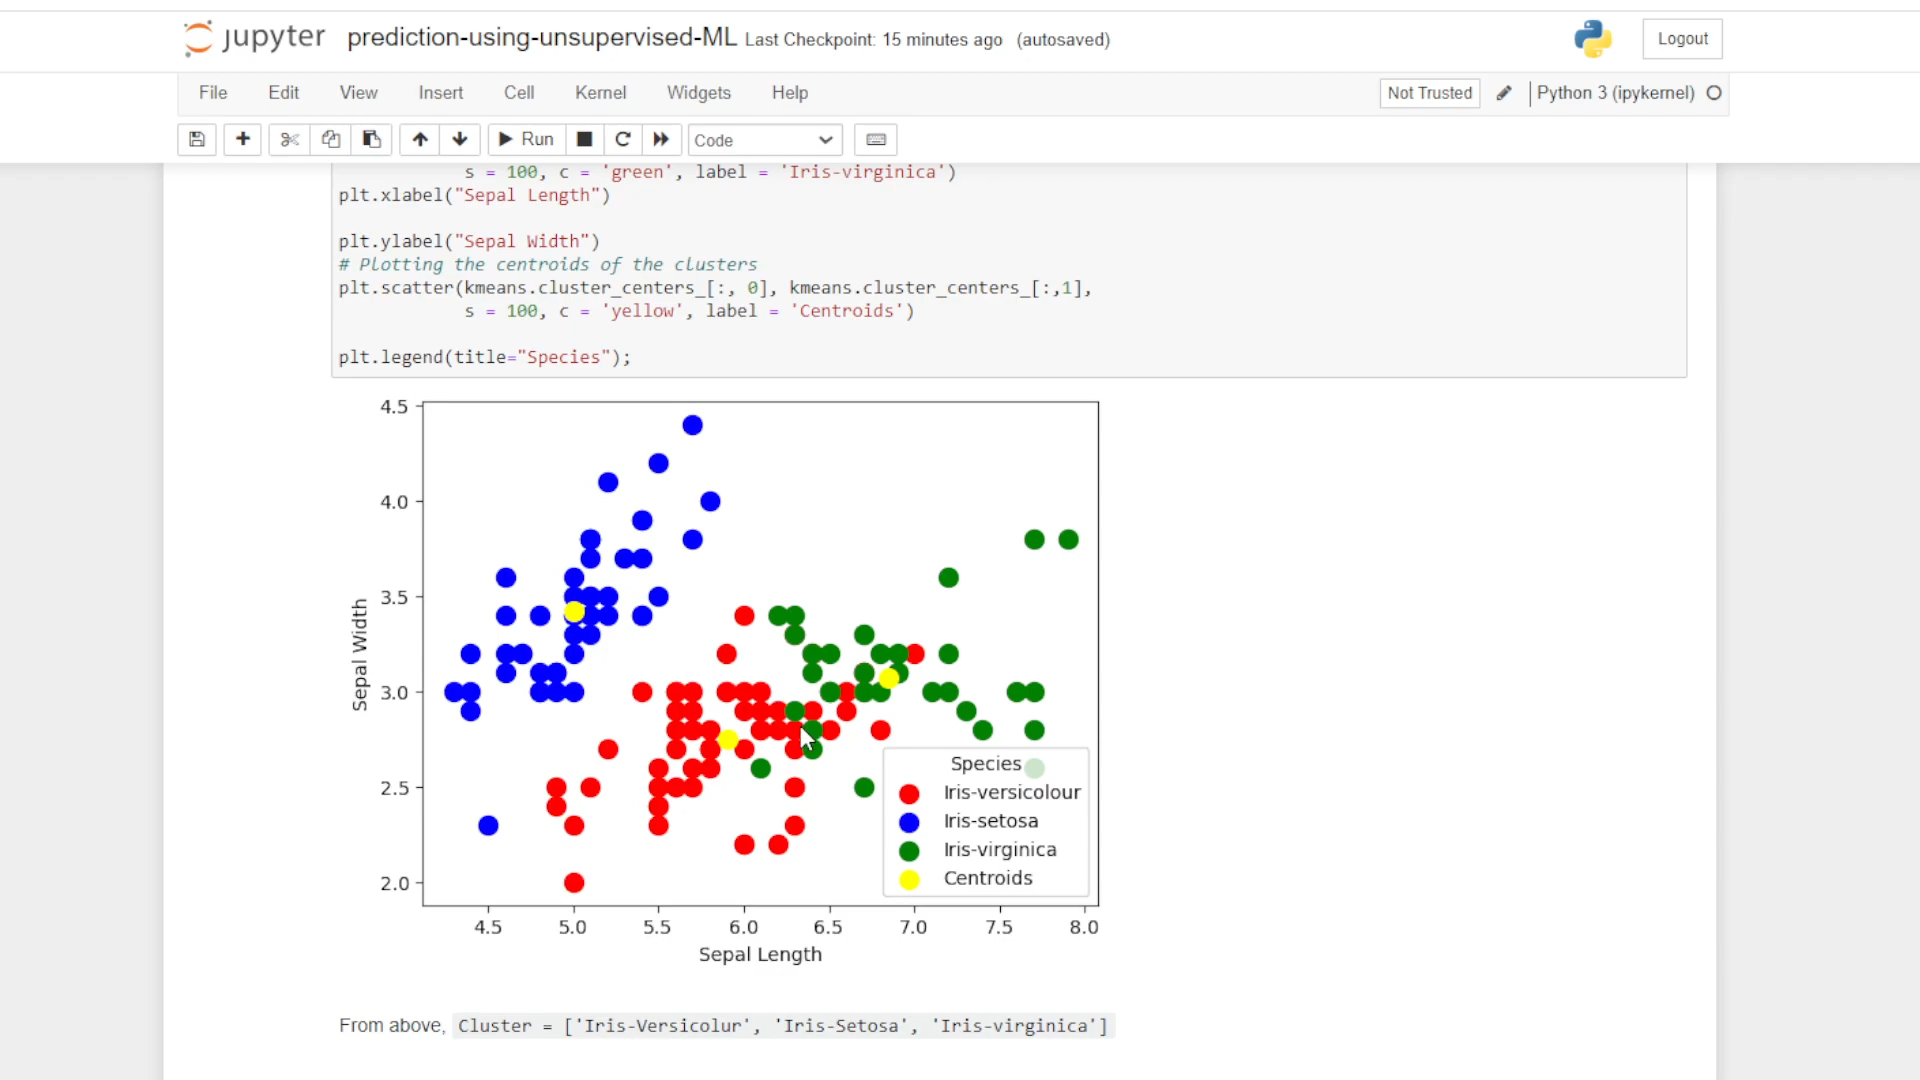 jupyter prediction-using-unsupervised-ML Last Checkpoint: 15 minutes ago (autosaved) Logout
File Edit View Insert Cell Kernel Widgets Help Not Trusted Python 3 (ipykernel)
Run Code
s = 100, c = 'green', label = 'Iris-virginica')
plt.xlabel("Sepal Length")
plt.ylabel("Sepal Width")
# Plotting the centroids of the clusters
plt.scatter(kmeans.cluster_centers_[:, 0], kmeans.cluster_centers_[:,1],
s = 100, c = 'yellow', label = 'Centroids')
plt.legend(title="Species");
4.5
4.0
3.5
3.0
2.5
2.0
Sepal Width
Species
Iris-versicolour
Iris-setosa
Iris-virginica
Centroids
4.5 5.0 5.5 6.0 6.5 7.0 7.5 8.0
Sepal Length
From above, Cluster = ['Iris-Versicolur', 'Iris-Setosa', 'Iris-virginica']